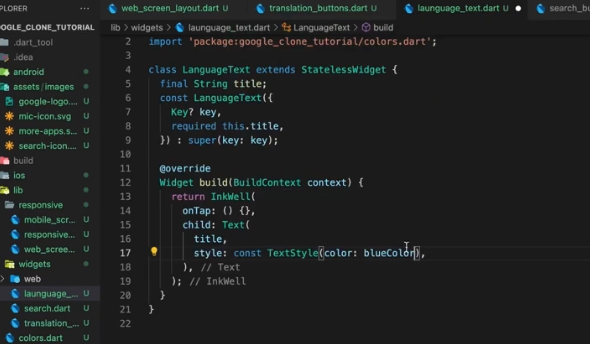 PLORER
web_screen_layout.dart U
translation_buttons.dart U
launguage_text.dart U
search_bu
OOGLE_CLONE_TUTORIAL
lib > widgets > launguage_text.dart > LanguageText > build
.dart_tool
.idea
android
assets/images
google-logo.... U
mic-icon.svg U
more-apps.s... U
search-icon.... U
build
ios
lib
responsive
mobile_scr... U
responsive... U
web_scree... U
widgets
web
launguage_... U
search.dart U
translation_... U
colors.dart U
2 import 'package:google_clone_tutorial/colors.dart';
3
4 class LanguageText extends StatelessWidget {
5 final String title;
6 const LanguageText({
7 Key? key,
8 required this.title,
9 }) : super(key: key);
10
11 @override
12 Widget build(BuildContext context) {
13 return InkWell(
14 onTap: () {},
15 child: Text(
16 title,
17 style: const TextStyle(color: blueColor),
18 ), // Text
19 ); // InkWell
20 }
21 }
22